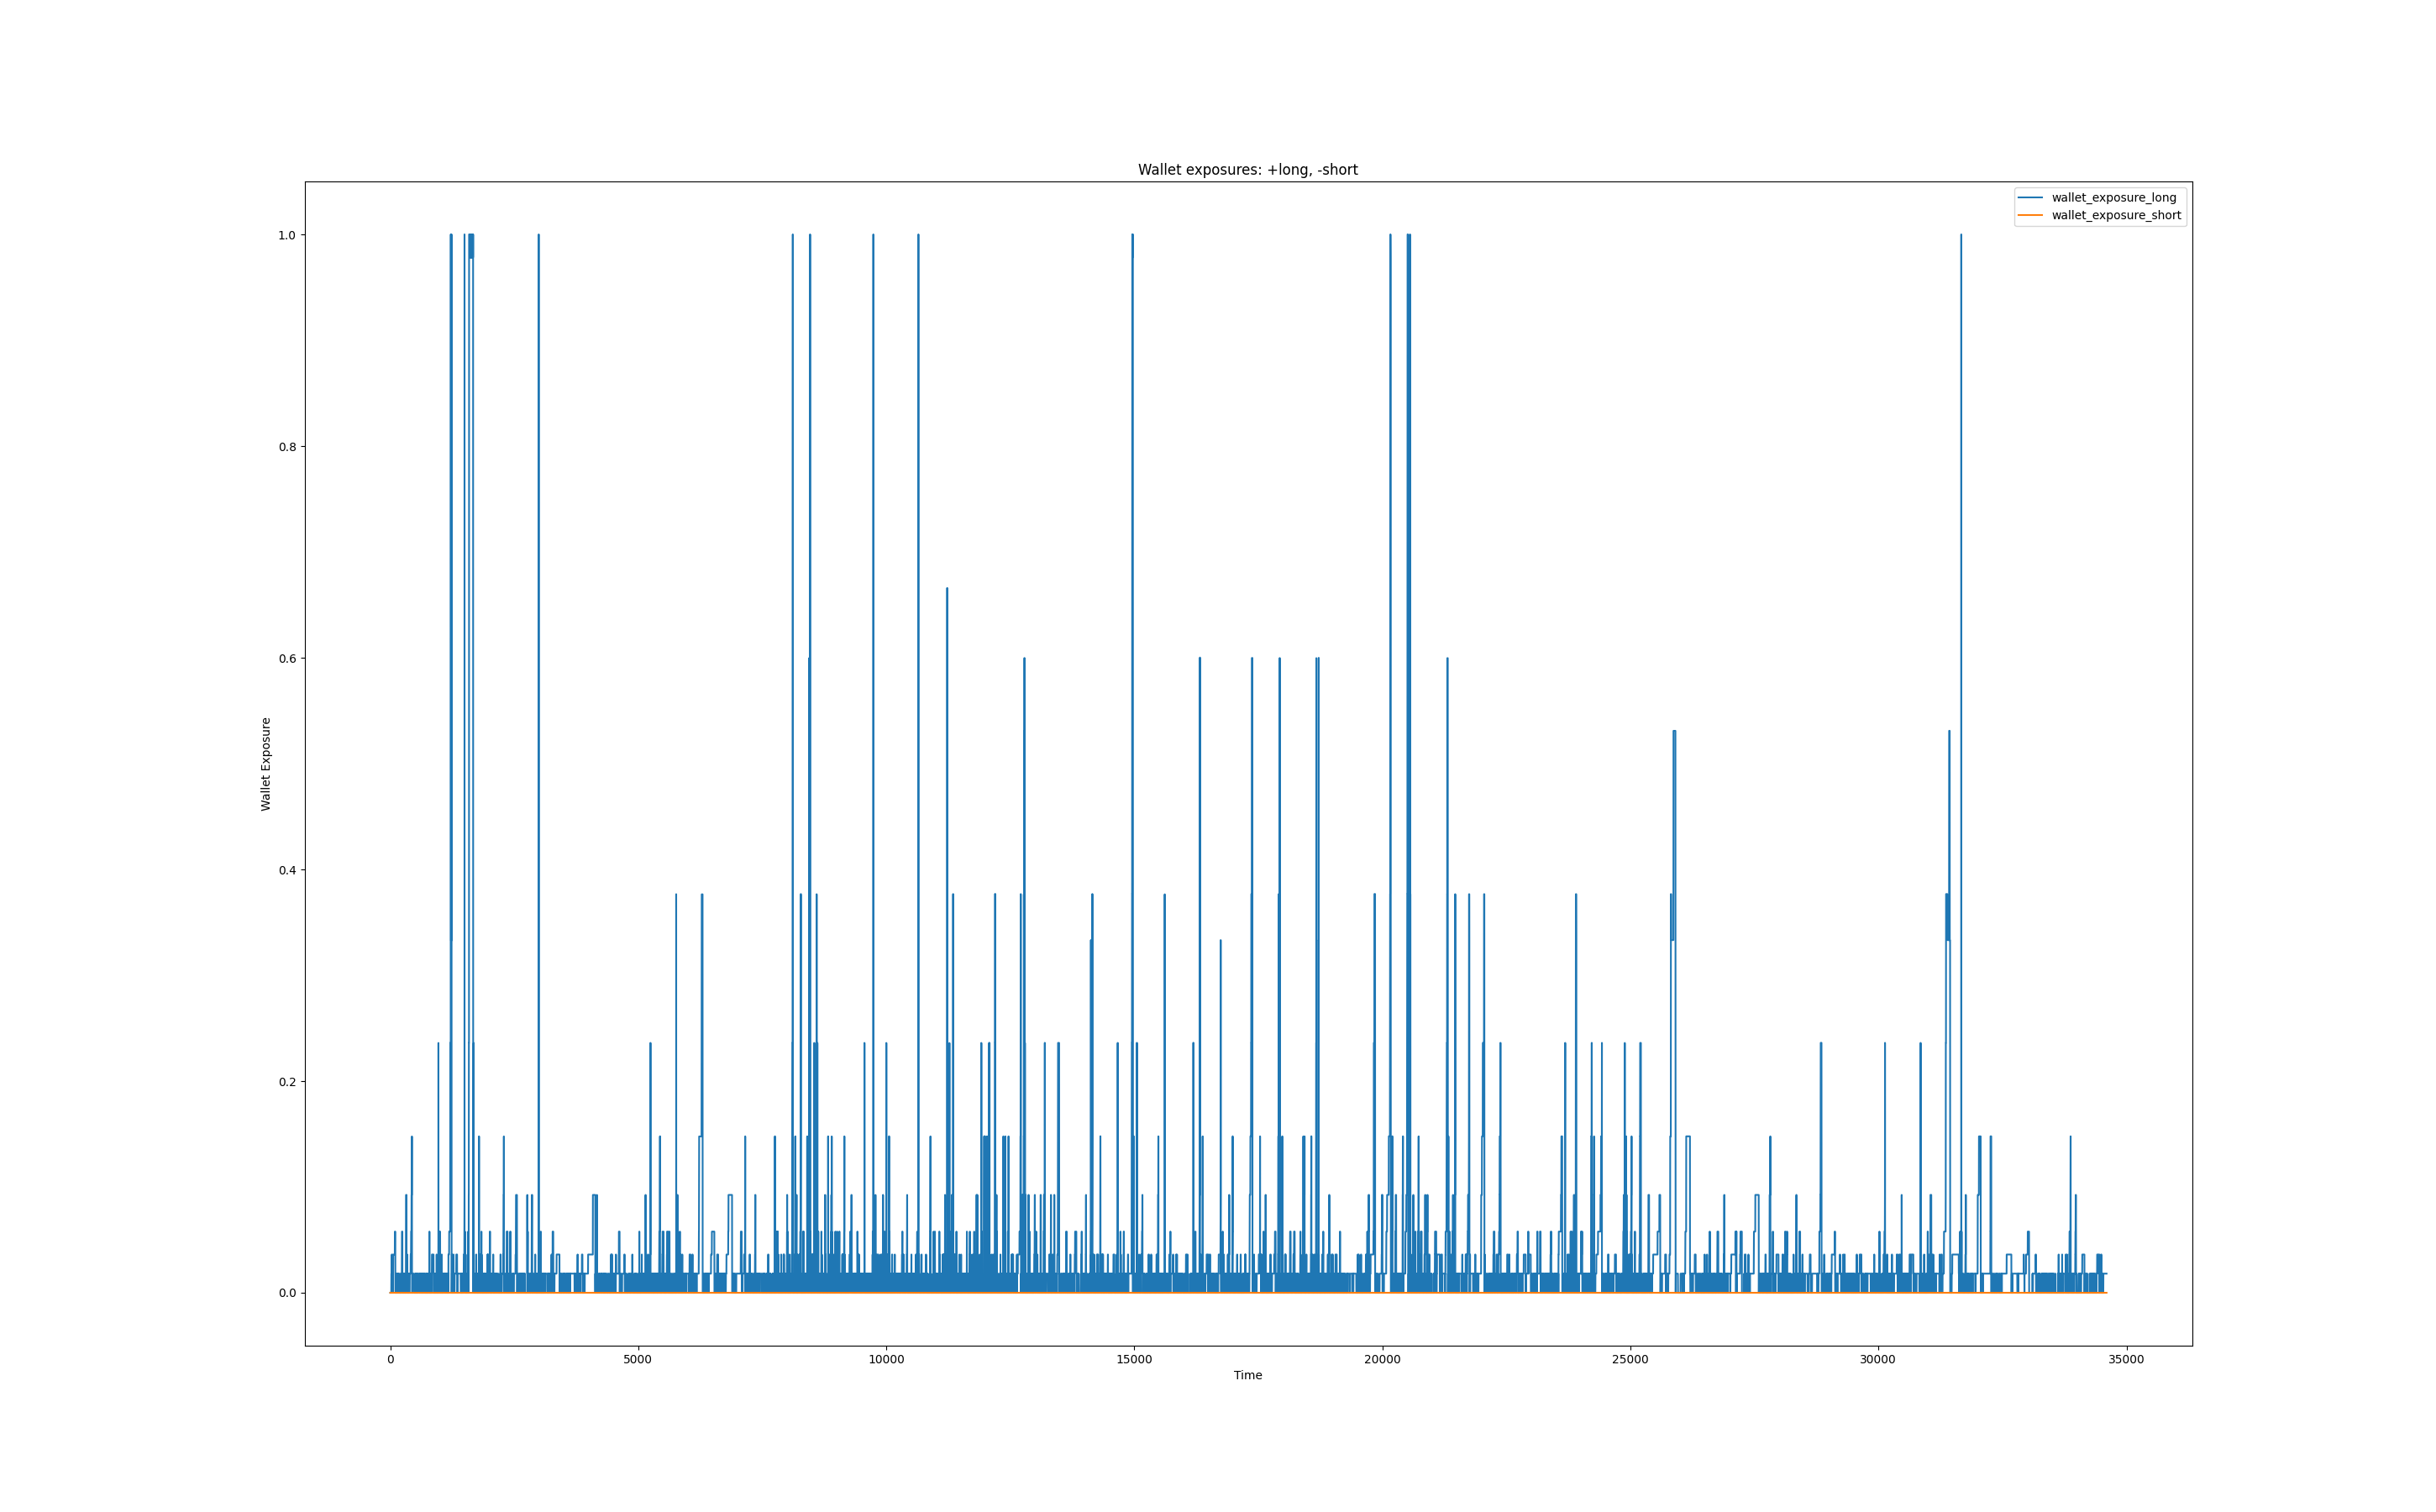 Wallet exposures: +long, -short
wallet_exposure_long
wallet_exposure_short
1.0
0.8
0.6
0.4
0.2
0.0
Wallet Exposure
0 5000 10000 15000 20000 25000 30000 35000
Time